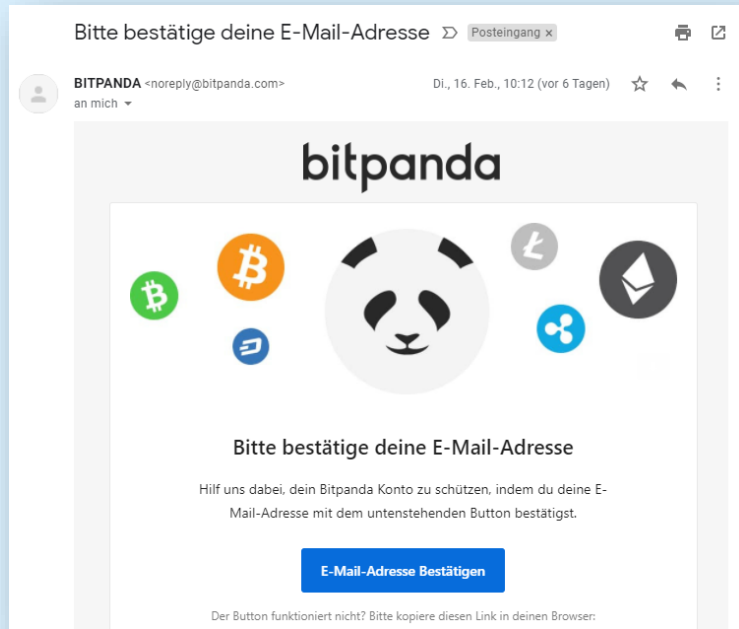 Bitte bestätige deine E-Mail-Adresse Posteingang x
BITPANDA <noreply@bitpanda.com> Di., 16. Feb., 10:12 (vor 6 Tagen)
an mich
bitpanda
Bitte bestätige deine E-Mail-Adresse
Hilf uns dabei, dein Bitpanda Konto zu schützen, indem du deine E-
Mail-Adresse mit dem untenstehenden Button bestätigst.
E-Mail-Adresse Bestätigen
Der Button funktioniert nicht? Bitte kopiere diesen Link in deinen Browser: